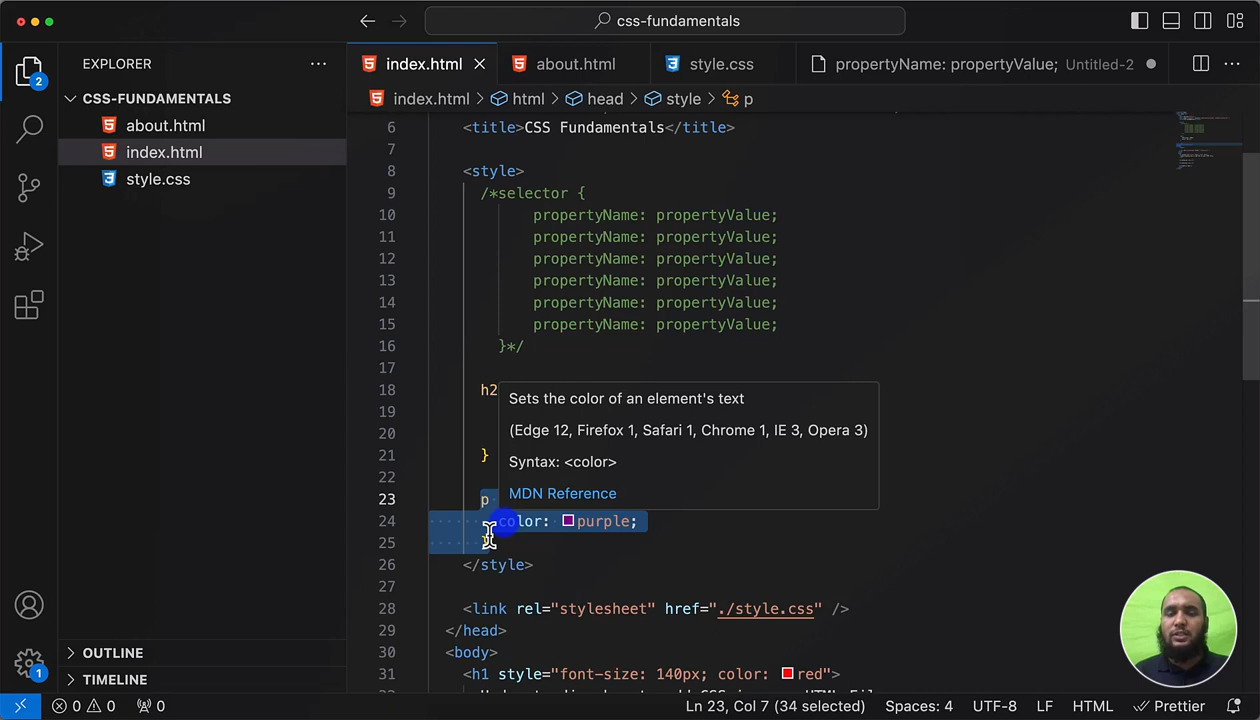 css-fundamentals
EXPLORER
CSS-FUNDAMENTALS
about.html
index.html
style.css
OUTLINE
TIMELINE
2
1
index.html
about.html
style.css
propertyName: propertyValue; Untitled-2
index.html > html > head > style > p
6 <title>CSS Fundamentals</title>
7
8 <style>
9 /*selector {
10 propertyName: propertyValue;
11 propertyName: propertyValue;
12 propertyName: propertyValue;
13 propertyName: propertyValue;
14 propertyName: propertyValue;
15 propertyName: propertyValue;
16 }*/
17
18 h2
19
20
21 }
22
23 p
24 color: purple;
25
26 </style>
27
28 <link rel="stylesheet" href="./style.css" />
29 </head>
30 <body>
31 <h1 style="font-size: 140px; color: red">
Sets the color of an element's text
(Edge 12, Firefox 1, Safari 1, Chrome 1, IE 3, Opera 3)
Syntax: <color>
MDN Reference
0 0 0
Ln 23, Col 7 (34 selected) Spaces: 4 UTF-8 LF HTML Prettier